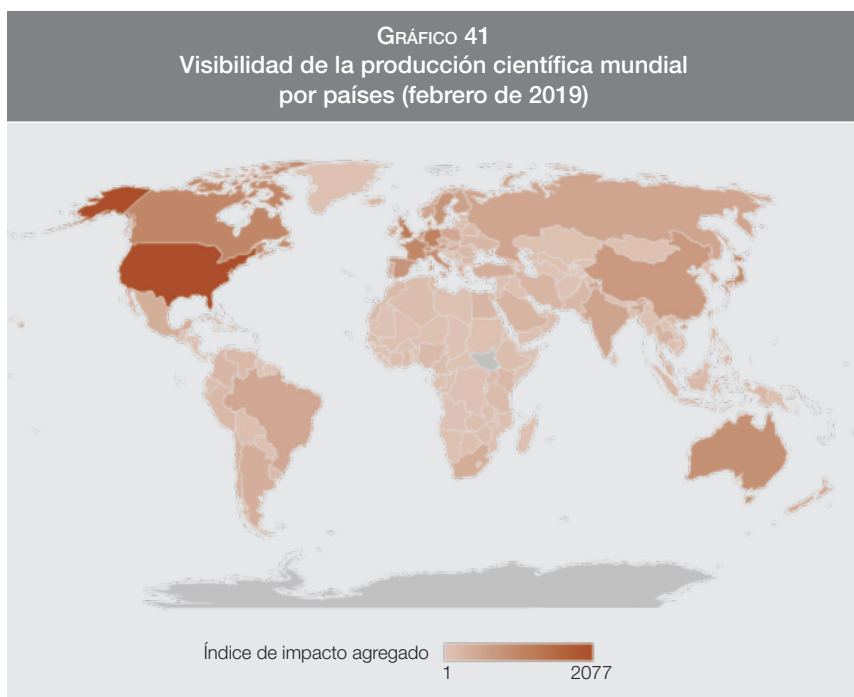 GRÁFICO 41
Visibilidad de la producción científica mundial
por países (febrero de 2019)
Índice de impacto agregado
1 2077